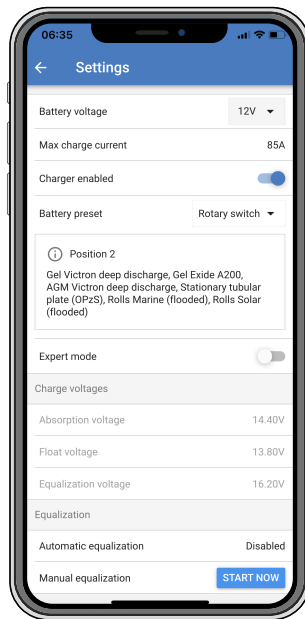 06:35
Settings
Battery voltage 12V
Max charge current 85A
Charger enabled
Battery preset Rotary switch
Position 2
Gel Victron deep discharge, Gel Exide A200,
AGM Victron deep discharge, Stationary tubular
plate (OPzS), Rolls Marine (flooded), Rolls Solar
(flooded)
Expert mode
Charge voltages
Absorption voltage 14.40V
Float voltage 13.80V
Equalization voltage 16.20V
Equalization
Automatic equalization Disabled
Manual equalization START NOW